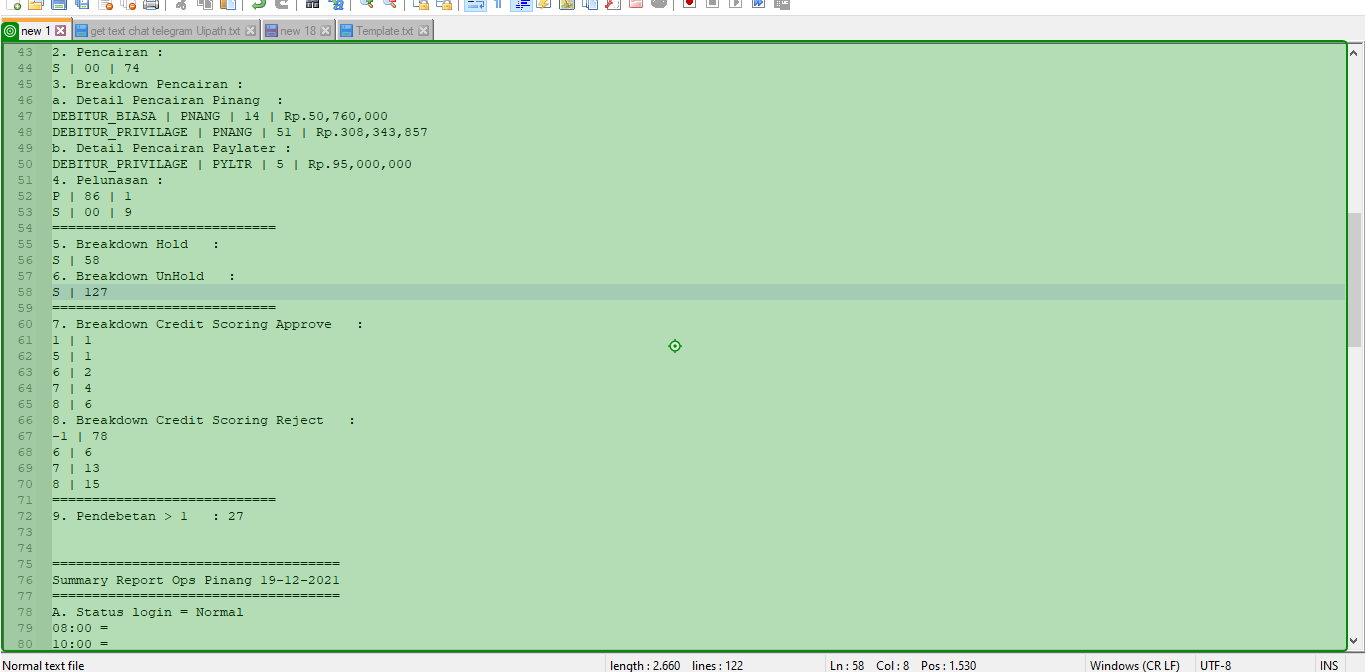 new 1 get text chat telegram Uipath.txt new 18 Template.txt
43 2. Pencairan :
44 S | 00 | 74
45 3. Breakdown Pencairan :
46 a. Detail Pencairan Pinang  :
47 DEBITUR_BIASA | PNANG | 14 | Rp.50,760,000
48 DEBITUR_PRIVILAGE | PNANG | 51 | Rp.308,343,857
49 b. Detail Pencairan Paylater :
50 DEBITUR_PRIVILAGE | PYLTR | 5 | Rp.95,000,000
51 4. Pelunasan :
52 P | 86 | 1
53 S | 00 | 9
54 ============================
55 5. Breakdown Hold   :
56 S | 58
57 6. Breakdown UnHold   :
58 S | 127
59 ============================
60 7. Breakdown Credit Scoring Approve   :
61 1 | 1
62 5 | 1
63 6 | 2
64 7 | 4
65 8 | 6
66 8. Breakdown Credit Scoring Reject   :
67 -1 | 78
68 6 | 6
69 7 | 13
70 8 | 15
71 ============================
72 9. Pendebetan > 1   : 27
73
74
75 ====================================
76 Summary Report Ops Pinang 19-12-2021
77 ====================================
78 A. Status login = Normal
79 08:00 =
80 10:00 =
Normal text file length : 2.660 lines : 122 Ln : 58 Col : 8 Pos : 1.530 Windows (CR LF) UTF-8 INS